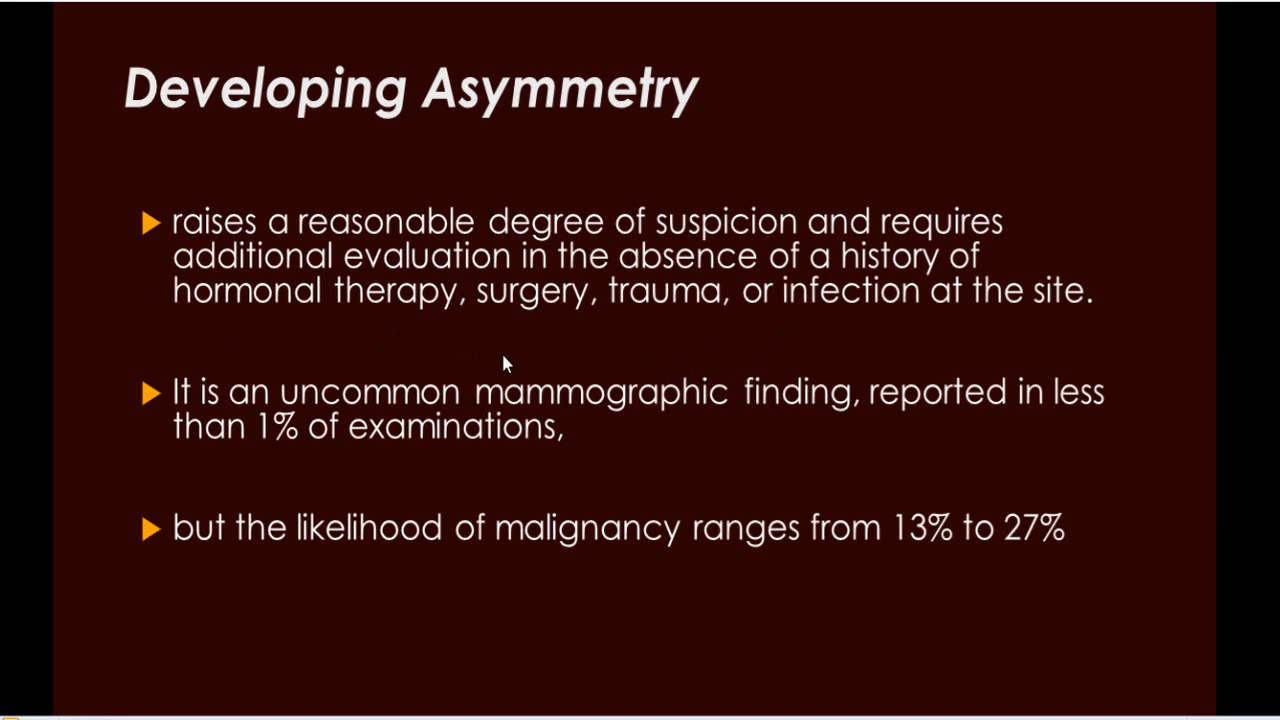 Developing Asymmetry
raises a reasonable degree of suspicion and requires
additional evaluation in the absence of a history of
hormonal therapy, surgery, trauma, or infection at the site.
It is an uncommon mammographic finding, reported in less
than 1% of examinations,
but the likelihood of malignancy ranges from 13% to 27%